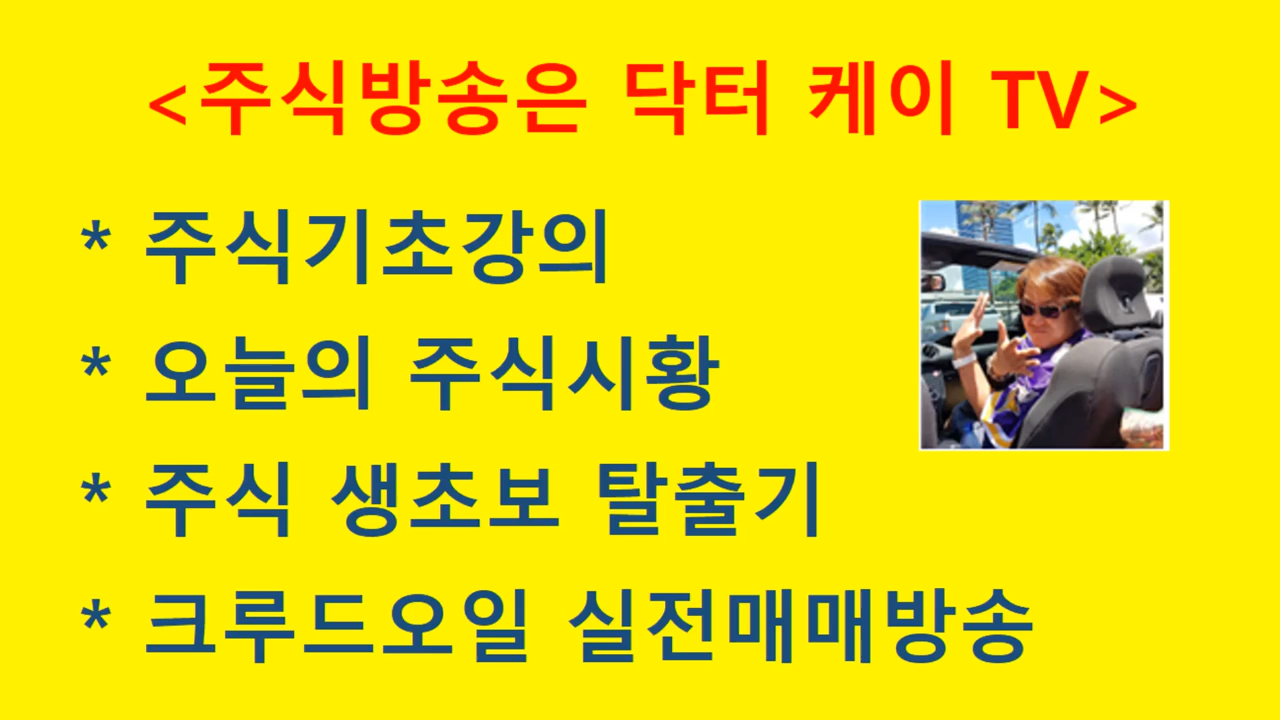 <주식방송은 닥터 케이 TV>
* 주식기초강의
* 오늘의 주식시황
* 주식 생초보 탈출기
* 크루드오일 실전매매방송